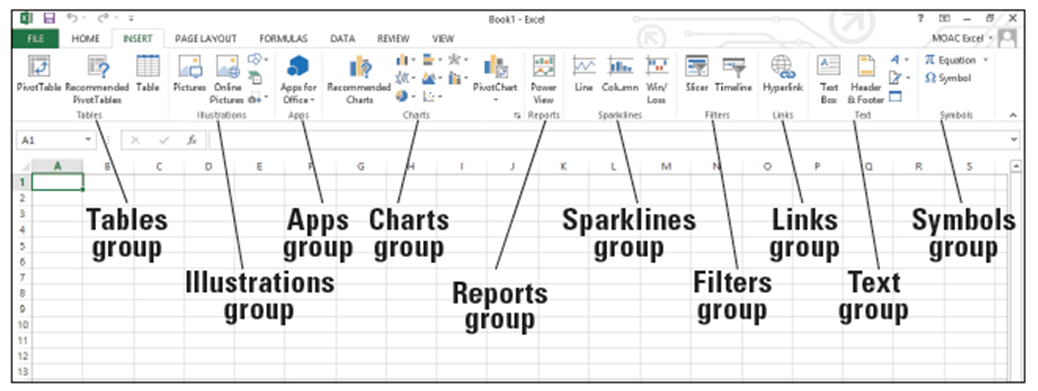 Book1 - Excel
FILE HOME INSERT PAGE LAYOUT FORMULAS DATA REVIEW VIEW MOAC Excel
PivotTable Recommended PivotTables Table Pictures Online Pictures Apps for Office Recommended Charts PivotChart Power View Line Column Win/Loss Slicer Timeline Hyperlink Text Box Header & Footer π Equation Ω Symbol
Tables Illustrations Apps Charts Reports Sparklines Filters Links Text Symbols
A1 fx
A B C D E F G H I J K L M N O P Q R S
1
2
3
4
5
6
7
8
9
10
11
12
13
Tables group
Illustrations group
Apps group
Charts group
Reports group
Sparklines group
Filters group
Links group
Text group
Symbols group